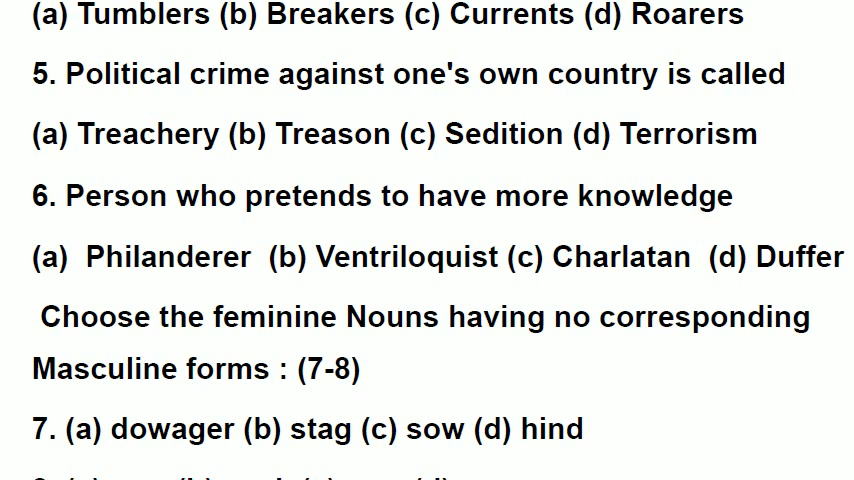 (a) Tumblers (b) Breakers (c) Currents (d) Roarers
5. Political crime against one's own country is called
(a) Treachery (b) Treason (c) Sedition (d) Terrorism
6. Person who pretends to have more knowledge
(a) Philanderer (b) Ventriloquist (c) Charlatan (d) Duffer
Choose the feminine Nouns having no corresponding
Masculine forms : (7-8)
7. (a) dowager (b) stag (c) sow (d) hind